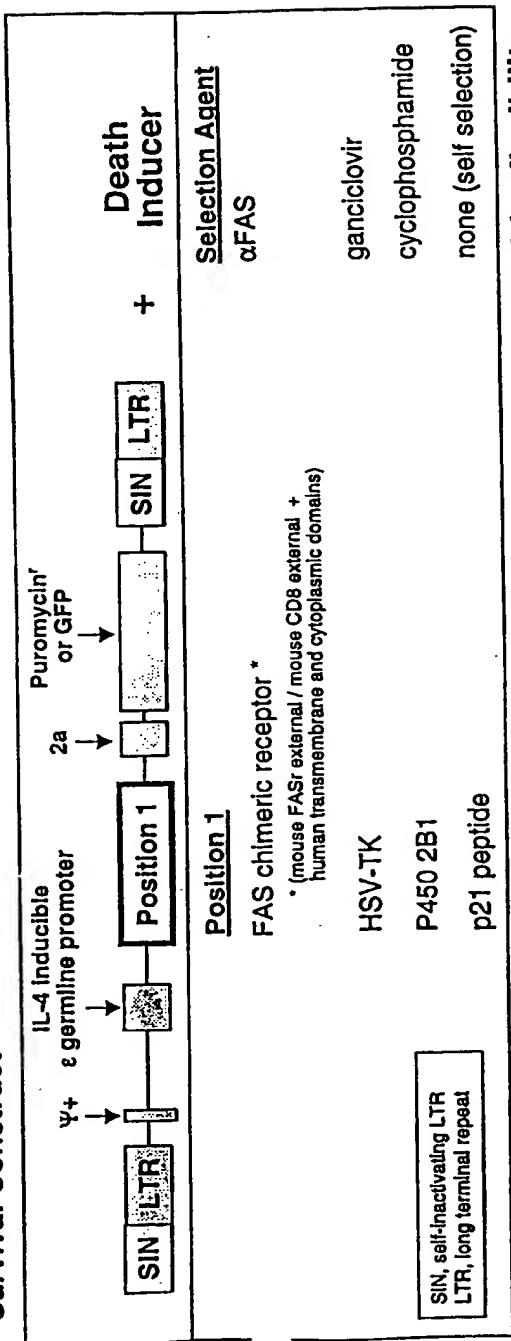 Survival Construct
IL-4 inducible
ε germline promoter
Ψ+
2a
Puromycinʳ
or GFP
SIN
LTR
Position 1
SIN
LTR
+
Death
Inducer
Position 1
Selection Agent
FAS chimeric receptor *
αFAS
* (mouse FASr external / mouse CD8 external +
human transmembrane and cytoplasmic domains)
HSV-TK
ganciclovir
P450 2B1
cyclophosphamide
p21 peptide
none (self selection)
SIN, self-inactivating LTR
LTR, long terminal repeat